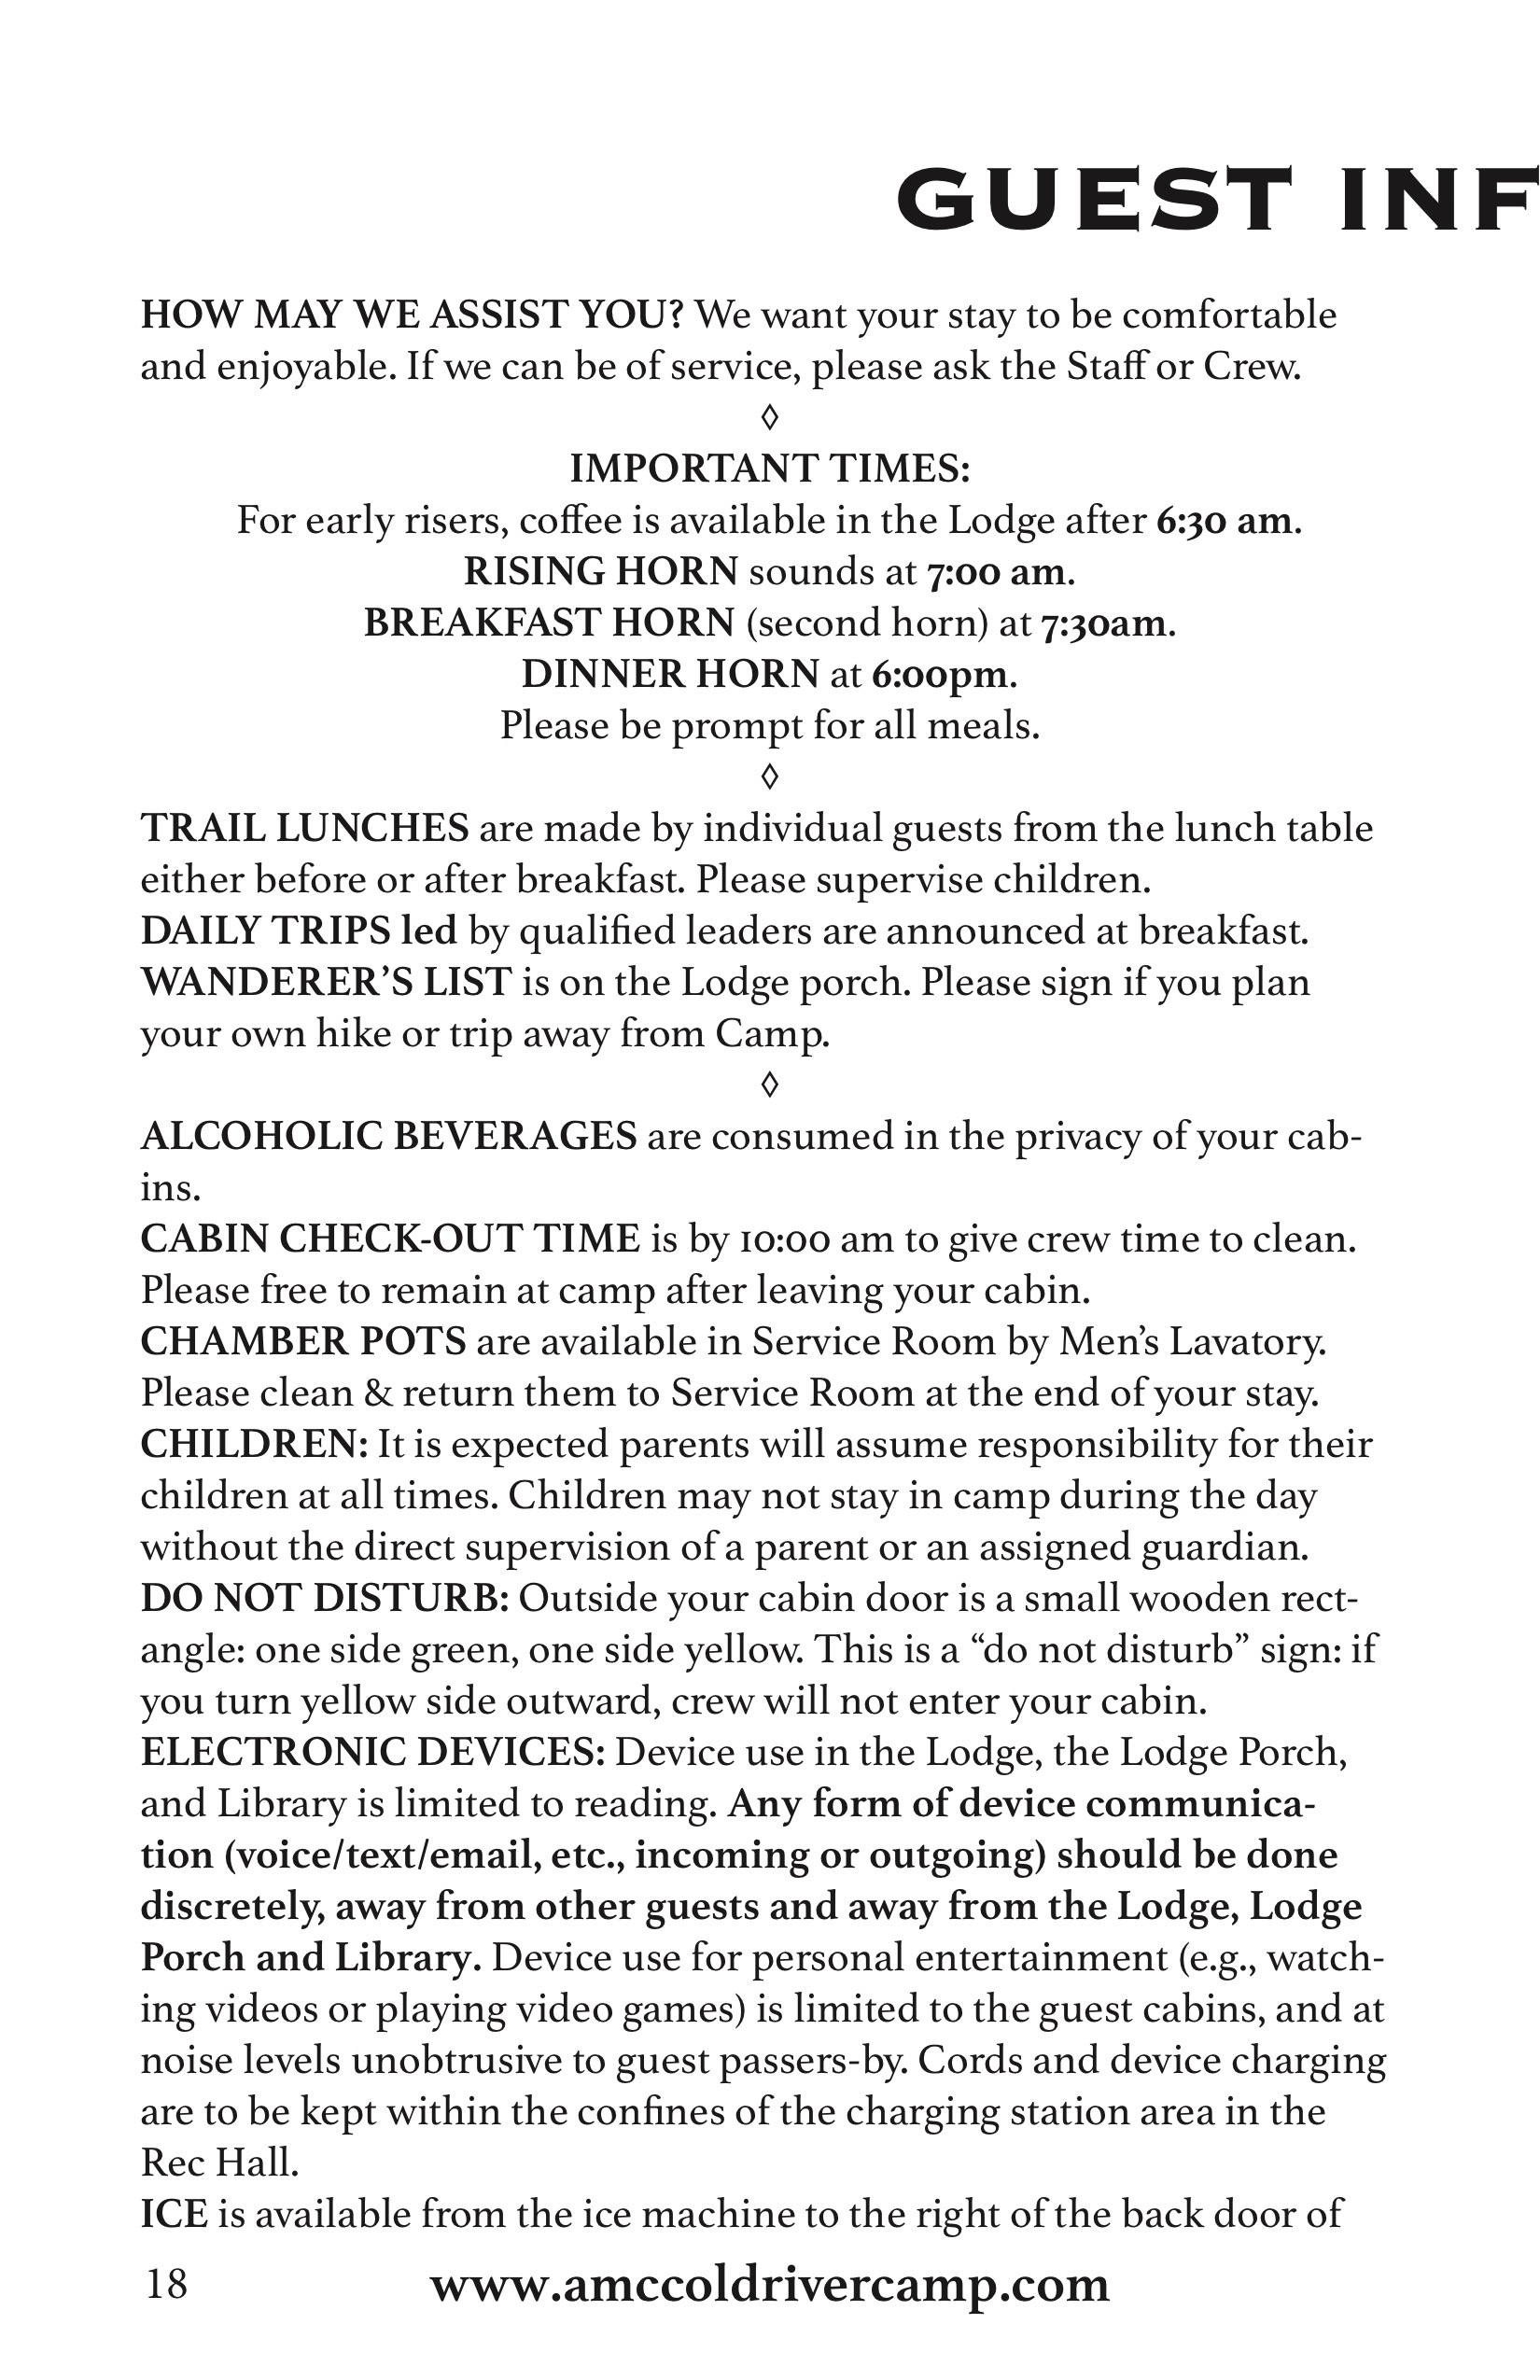 GUEST INF
HOW MAY WE ASSIST YOU? We want your stay to be comfortable
and enjoyable. If we can be of service, please ask the Staff or Crew.
◊
IMPORTANT TIMES:
For early risers, coffee is available in the Lodge after 6:30 am.
RISING HORN sounds at 7:00 am.
BREAKFAST HORN (second horn) at 7:30am.
DINNER HORN at 6:00pm.
Please be prompt for all meals.
◊
TRAIL LUNCHES are made by individual guests from the lunch table
either before or after breakfast. Please supervise children.
DAILY TRIPS led by qualified leaders are announced at breakfast.
WANDERER’S LIST is on the Lodge porch. Please sign if you plan
your own hike or trip away from Camp.
◊
ALCOHOLIC BEVERAGES are consumed in the privacy of your cab-
ins.
CABIN CHECK-OUT TIME is by 10:00 am to give crew time to clean.
Please free to remain at camp after leaving your cabin.
CHAMBER POTS are available in Service Room by Men’s Lavatory.
Please clean & return them to Service Room at the end of your stay.
CHILDREN: It is expected parents will assume responsibility for their
children at all times. Children may not stay in camp during the day
without the direct supervision of a parent or an assigned guardian.
DO NOT DISTURB: Outside your cabin door is a small wooden rect-
angle: one side green, one side yellow. This is a “do not disturb” sign: if
you turn yellow side outward, crew will not enter your cabin.
ELECTRONIC DEVICES: Device use in the Lodge, the Lodge Porch,
and Library is limited to reading. Any form of device communica-
tion (voice/text/email, etc., incoming or outgoing) should be done
discretely, away from other guests and away from the Lodge, Lodge
Porch and Library. Device use for personal entertainment (e.g., watch-
ing videos or playing video games) is limited to the guest cabins, and at
noise levels unobtrusive to guest passers-by. Cords and device charging
are to be kept within the confines of the charging station area in the
Rec Hall.
ICE is available from the ice machine to the right of the back door of
18 www.amccoldrivercamp.com